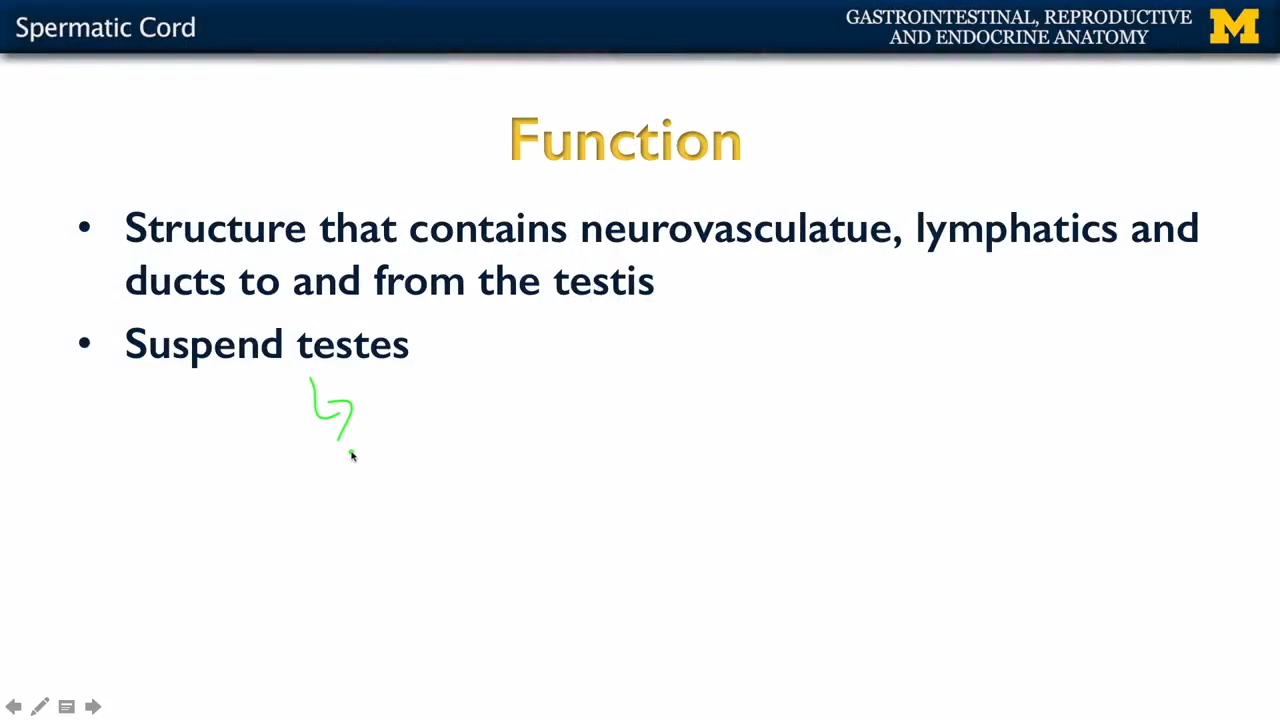 Spermatic Cord
GASTROINTESTINAL, REPRODUCTIVE
AND ENDOCRINE ANATOMY
M
Function
• Structure that contains neurovasculatue, lymphatics and
ducts to and from the testis
• Suspend testes